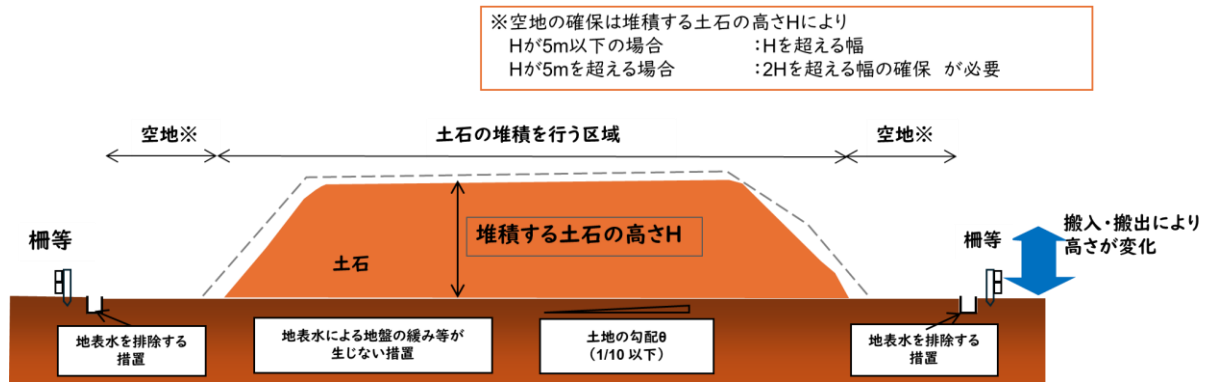 ※空地の確保は堆積する土石の高さHにより
Hが5m以下の場合 :Hを超える幅
Hが5mを超える場合 :2Hを超える幅の確保 が必要
空地※
土石の堆積を行う区域
空地※
堆積する土石の高さH
土石
柵等
柵等
搬入・搬出により
高さが変化
地表水を排除する
措置
地表水による地盤の緩み等が
生じない措置
土地の勾配θ
（1/10 以下）
地表水を排除する
措置